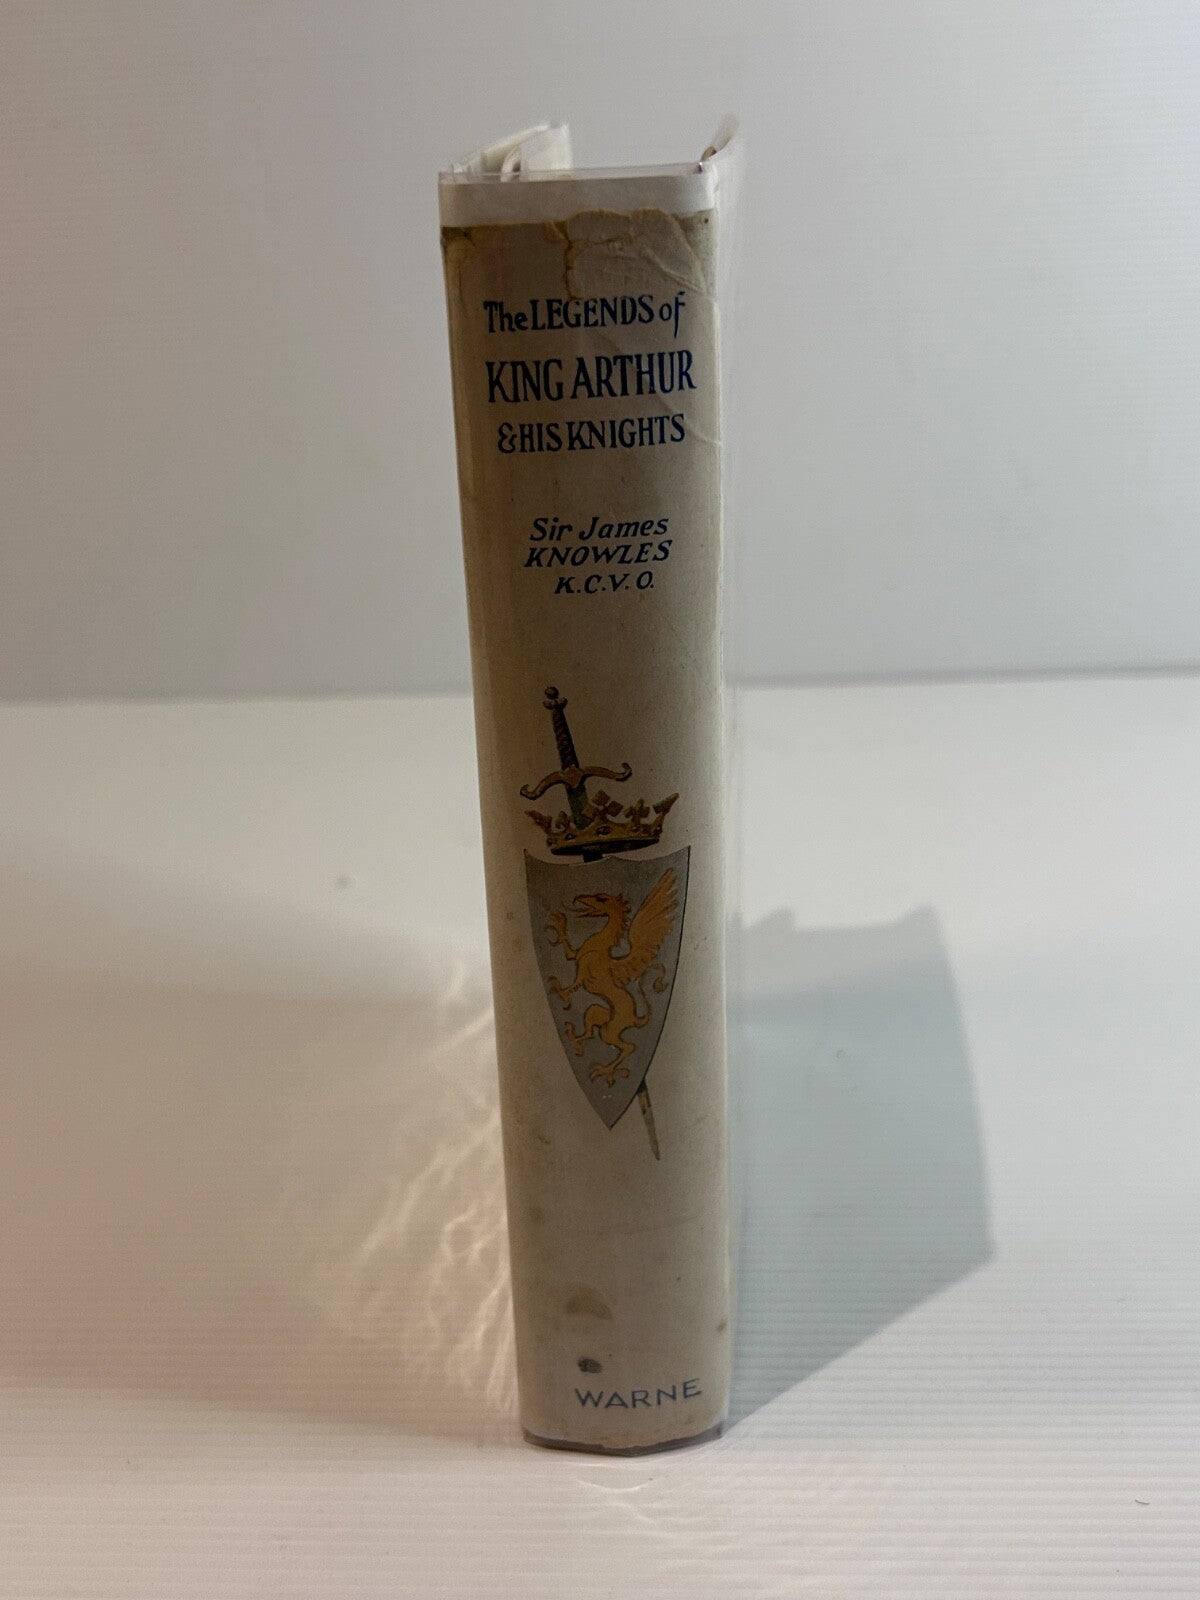 The LEGENDS of
KING ARTHUR
& HIS KNIGHTS
Sir James
KNOWLES
K.C.V.O.
WARNE